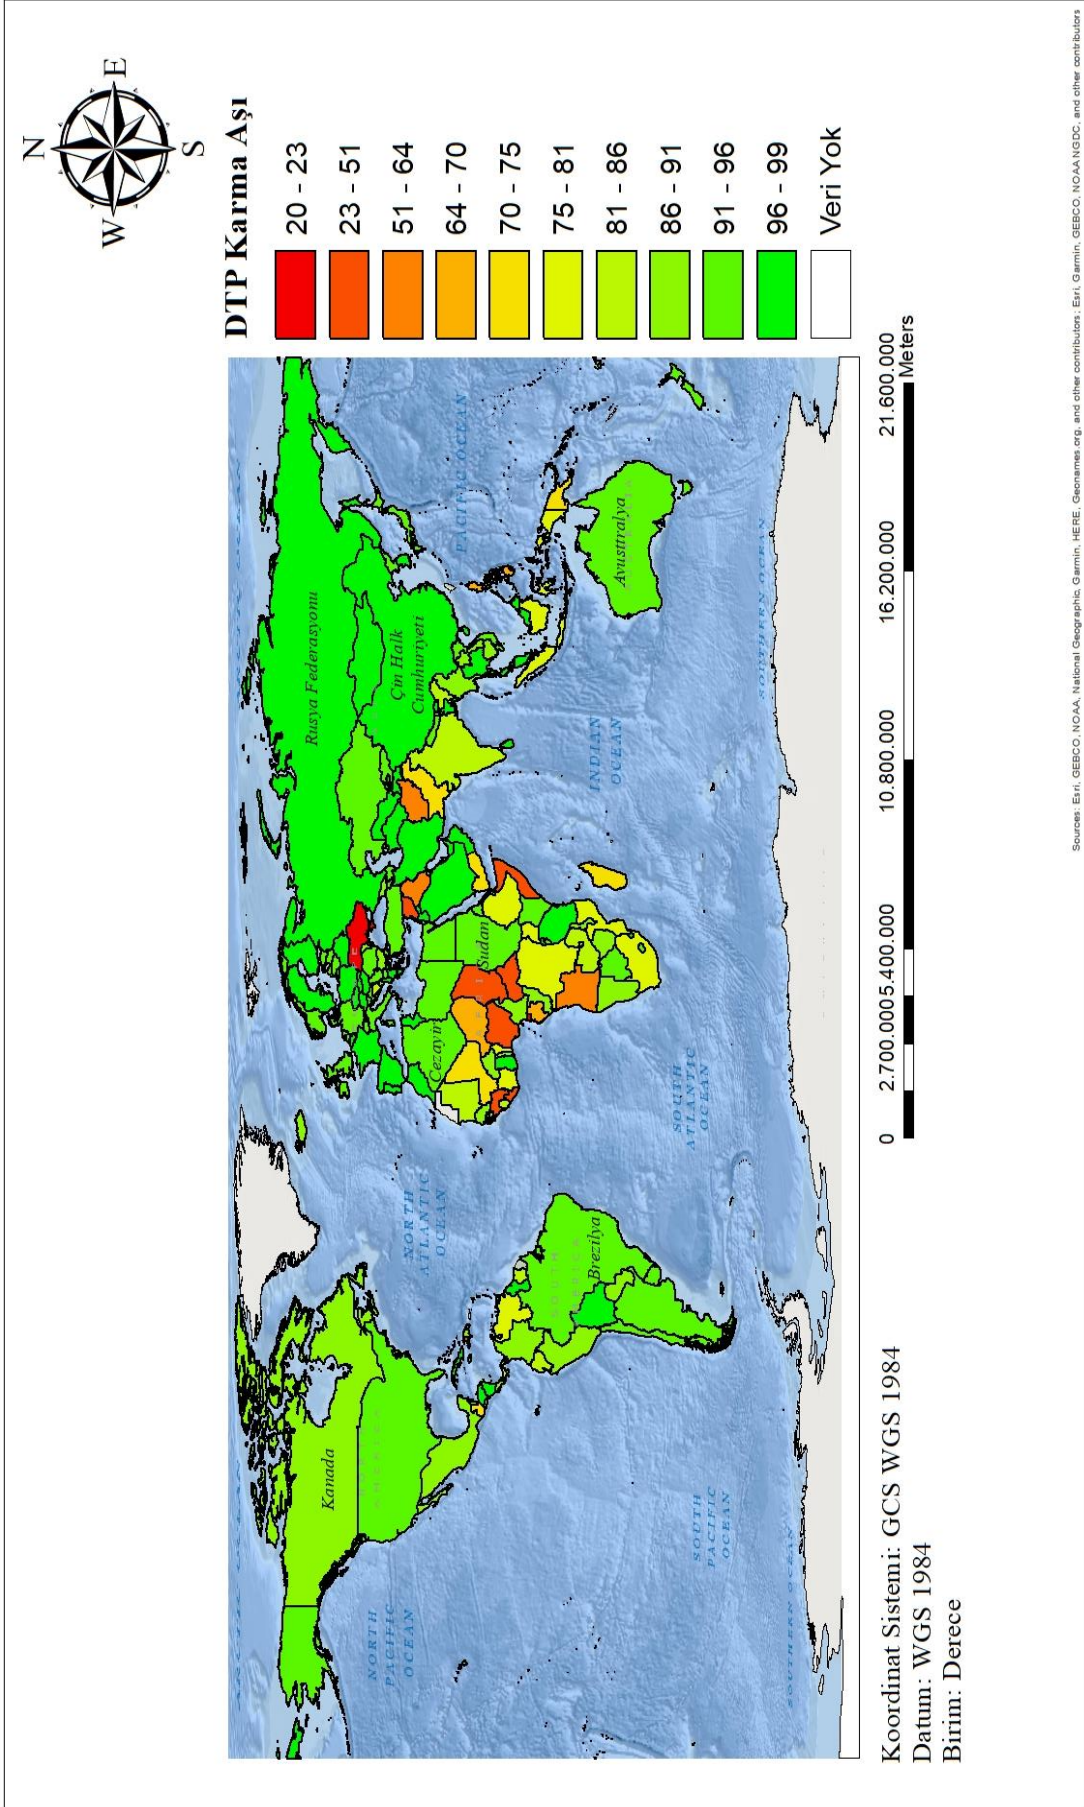 N
W
E
S
DTP Karma Aşı
20 - 23
23 - 51
51 - 64
64 - 70
70 - 75
75 - 81
81 - 86
86 - 91
91 - 96
96 - 99
Veri Yok
Rusya Federasyonu
Kanada
Çin Halk
Cumhuriyeti
Cezayir
Sudan
Brezilya
Avusttralya
NORTH
PACIFIC
OCEAN
NORTH
ATLANTIC
OCEAN
PACIFIC OCEAN
INDIAN
OCEAN
SOUTH
PACIFIC
OCEAN
SOUTH
ATLANTIC
OCEAN
SOUTHERN OCEAN
SOUTHERN OCEAN
SOUTH
0 2.700.0005.400.000 10.800.000 16.200.000 21.600.000
Meters
Koordinat Sistemi: GCS WGS 1984
Datum: WGS 1984
Birim: Derece
Sources: Esri, GEBCO, NOAA, National Geographic, Garmin, HERE, Geonames.org, and other contributors; Esri, Garmin, GEBCO, NOAA NGDC, and other contributors